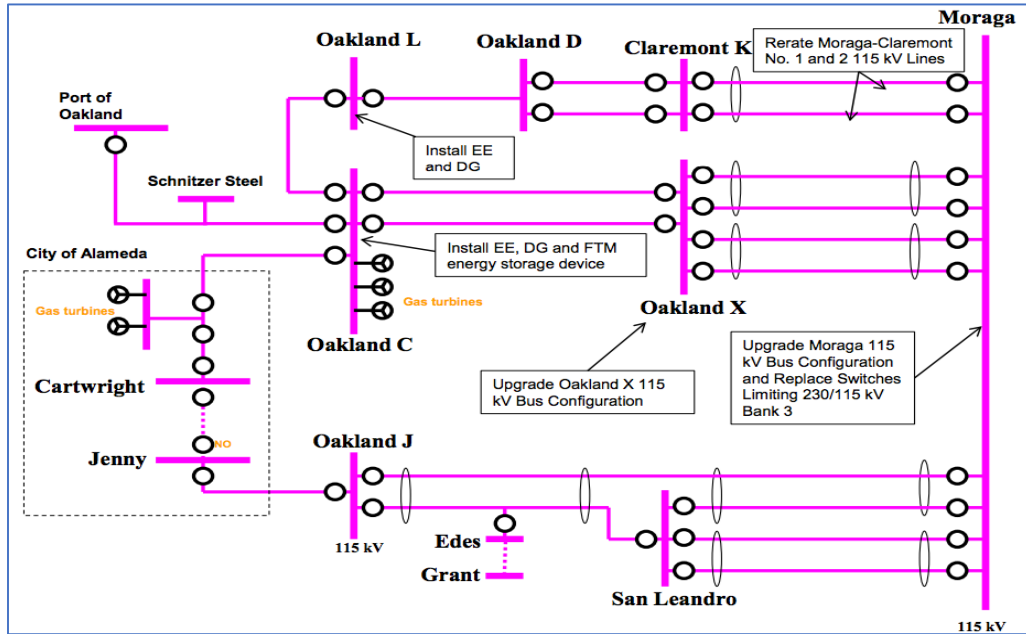 Moraga
Oakland L
Oakland D
Claremont K
Rerate Moraga-Claremont
No. 1 and 2 115 kV Lines
Port of
Oakland
Install EE
and DG
Schnitzer Steel
City of Alameda
Install EE, DG and FTM
energy storage device
Gas turbines
Gas turbines
Oakland X
Oakland C
Upgrade Moraga 115
kV Bus Configuration
and Replace Switches
Limiting 230/115 kV
Bank 3
Cartwright
Upgrade Oakland X 115
kV Bus Configuration
NO
Oakland J
Jenny
115 kV
Edes
Grant
San Leandro
115 kV